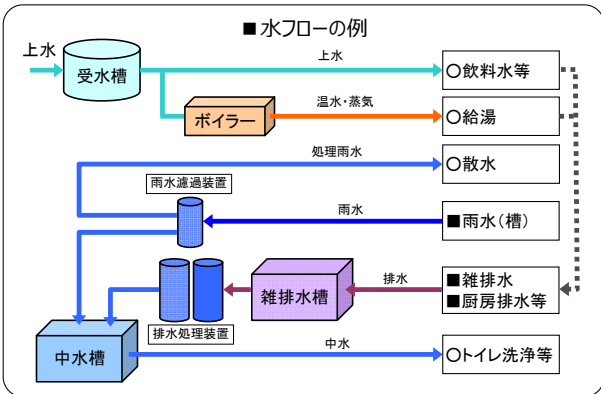 ■水フローの例
上水
受水槽
上水
○飲料水等
ボイラー
温水・蒸気
○給湯
処理雨水
○散水
雨水濾過装置
雨水
■雨水(槽)
排水
■雑排水
■厨房排水等
雑排水槽
排水処理装置
中水槽
中水
○トイレ洗浄等